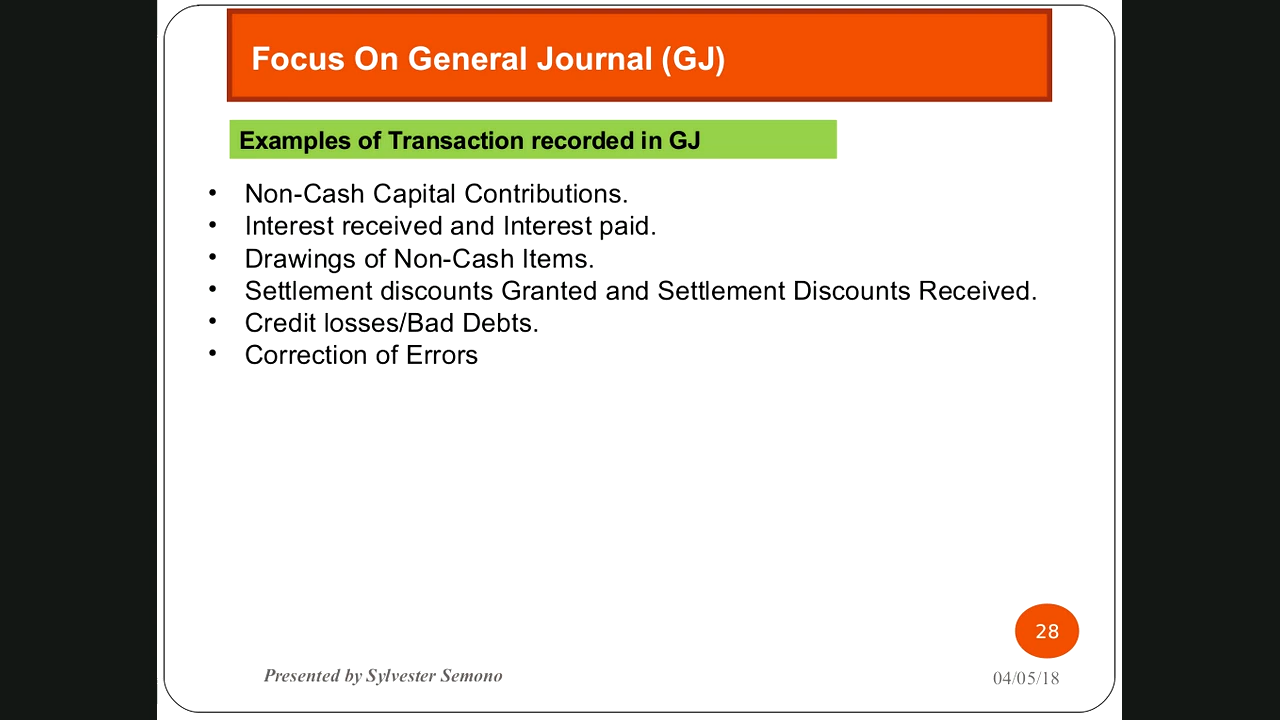 Focus On General Journal (GJ)
Examples of Transaction recorded in GJ
• Non-Cash Capital Contributions.
• Interest received and Interest paid.
• Drawings of Non-Cash Items.
• Settlement discounts Granted and Settlement Discounts Received.
• Credit losses/Bad Debts.
• Correction of Errors
28
Presented by Sylvester Semono
04/05/18